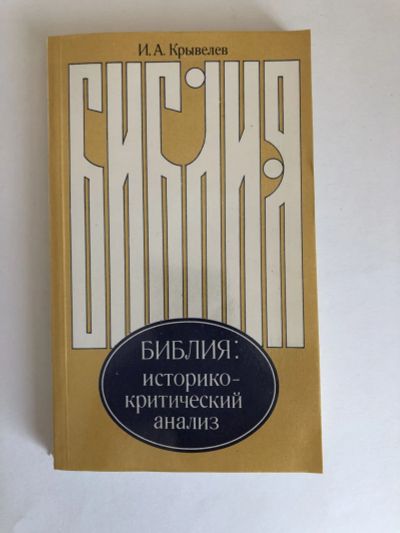 И. А. Крывелев
БИБЛИЯ
БИБЛИЯ:
историко-
критический
анализ